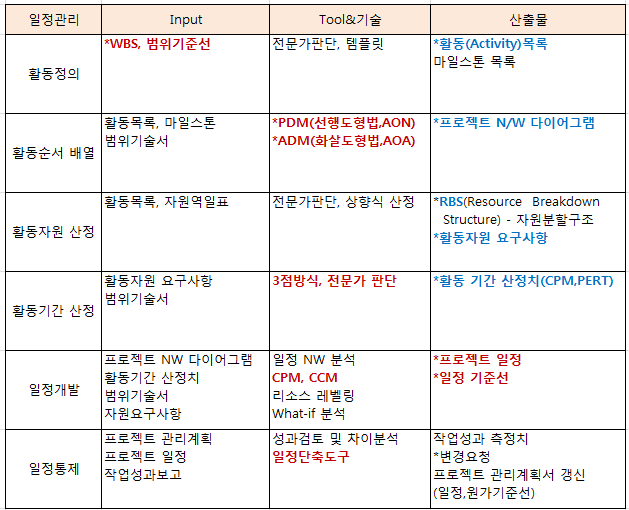 일정관리 Input Tool&기술 산출물
활동정의
*WBS, 범위기준선
전문가판단, 템플릿
*활동(Activity)목록
마일스톤 목록
활동순서 배열
활동목록, 마일스톤
범위기술서
*PDM(선행도형법,AON)
*ADM(화살도형법,AOA)
*프로젝트 N/W 다이어그램
활동자원 산정
활동목록, 자원역일표
전문가판단, 상향식 산정
*RBS(Resource Breakdown
Structure) - 자원분할구조
*활동자원 요구사항
활동기간 산정
활동자원 요구사항
범위기술서
3점방식, 전문가 판단
*활동 기간 산정치(CPM,PERT)
일정개발
프로젝트 NW 다이어그램
활동기간 산정치
범위기술서
자원요구사항
일정 NW 분석
CPM, CCM
리소스 레벨링
What-if 분석
*프로젝트 일정
*일정 기준선
일정통제
프로젝트 관리계획
프로젝트 일정
작업성과보고
성과검토 및 차이분석
일정단축도구
작업성과 측정치
*변경요청
프로젝트 관리계획서 갱신
(일정,원가기준선)